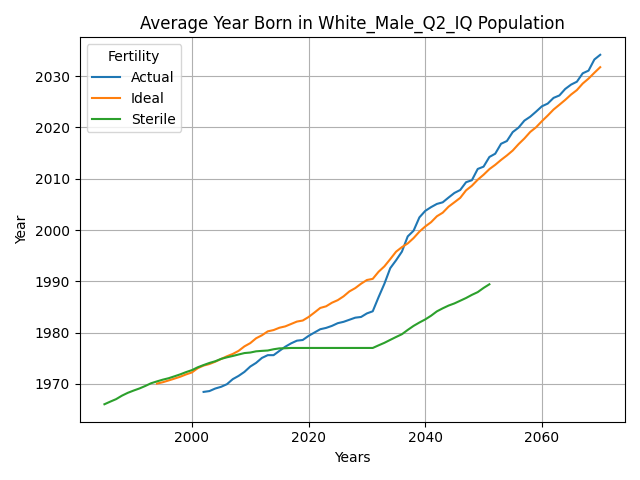 Average Year Born in White_Male_Q2_IQ Population
Fertility
Actual
Ideal
Sterile
Year
2030
2020
2010
2000
1990
1980
1970
2000 2020 2040 2060
Years